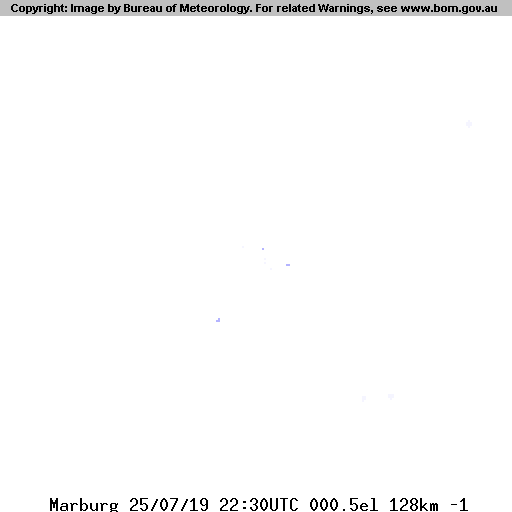 Copyright: Image by Bureau of Meteorology. For related Warnings, see www.bom.gov.au
Marburg 25/07/19 22:30UTC 000.5el 128km -1